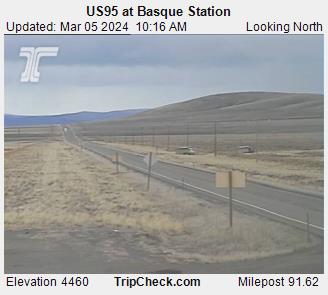 US95 at Basque Station
Updated: Mar 05 2024 10:16 AM Looking North
Elevation 4460 TripCheck.com Milepost 91.62